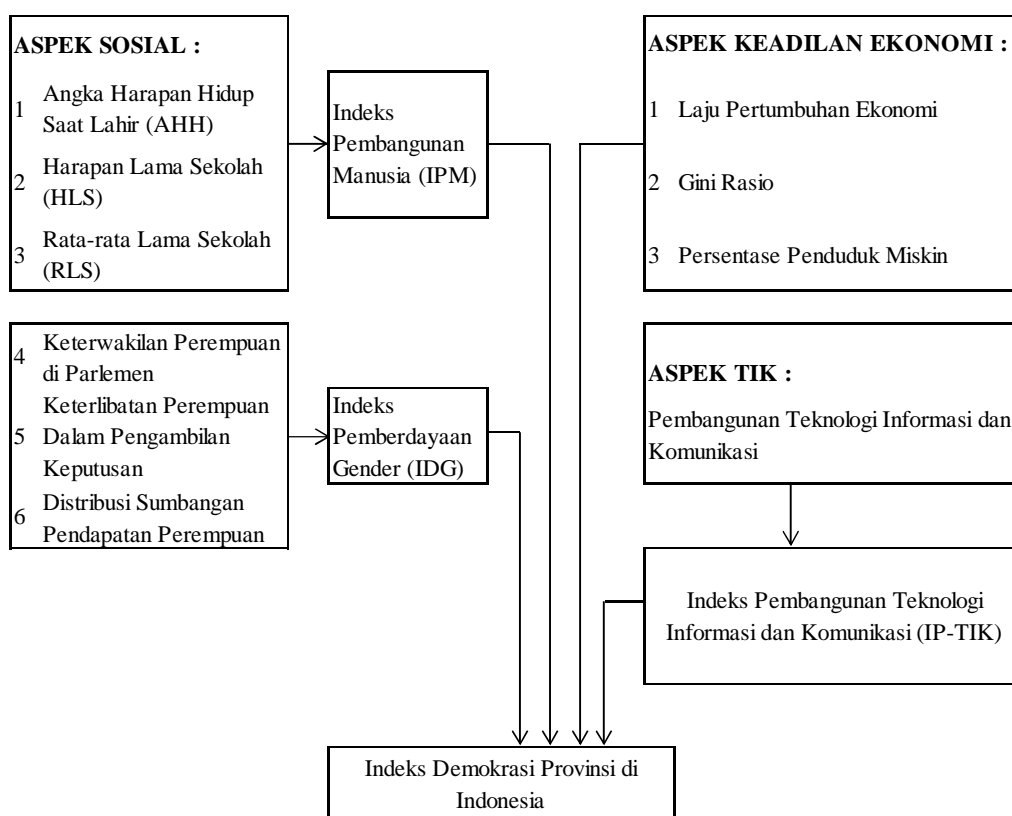 ASPEK SOSIAL :
1 Angka Harapan Hidup
Saat Lahir (AHH)
2 Harapan Lama Sekolah
(HLS)
3 Rata-rata Lama Sekolah
(RLS)
4 Keterwakilan Perempuan
di Parlemen
Keterlibatan Perempuan
5 Dalam Pengambilan
Keputusan
6 Distribusi Sumbangan
Pendapatan Perempuan
Indeks
Pembangunan
Manusia (IPM)
Indeks
Pemberdayaan
Gender (IDG)
ASPEK KEADILAN EKONOMI :
1 Laju Pertumbuhan Ekonomi
2 Gini Rasio
3 Persentase Penduduk Miskin
ASPEK TIK :
Pembangunan Teknologi Informasi dan
Komunikasi
Indeks Pembangunan Teknologi
Informasi dan Komunikasi (IP-TIK)
Indeks Demokrasi Provinsi di
Indonesia